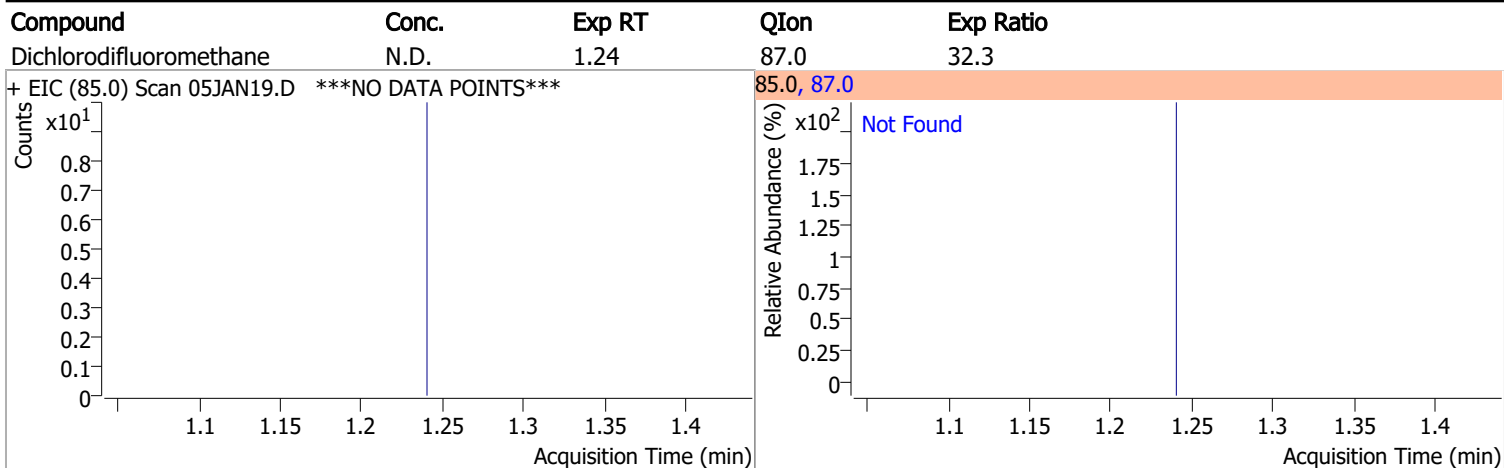 Compound Conc. Exp RT QIon Exp Ratio
Dichlorodifluoromethane N.D. 1.24 87.0 32.3
+ EIC (85.0) Scan 05JAN19.D ***NO DATA POINTS***
Counts
x10¹
0.8
0.7
0.6
0.5
0.4
0.3
0.2
0.1
0
1.1 1.15 1.2 1.25 1.3 1.35 1.4
Acquisition Time (min)
85.0, 87.0
Relative Abundance (%)
x10²
Not Found
1.75
1.5
1.25
1
0.75
0.5
0.25
0
1.1 1.15 1.2 1.25 1.3 1.35 1.4
Acquisition Time (min)